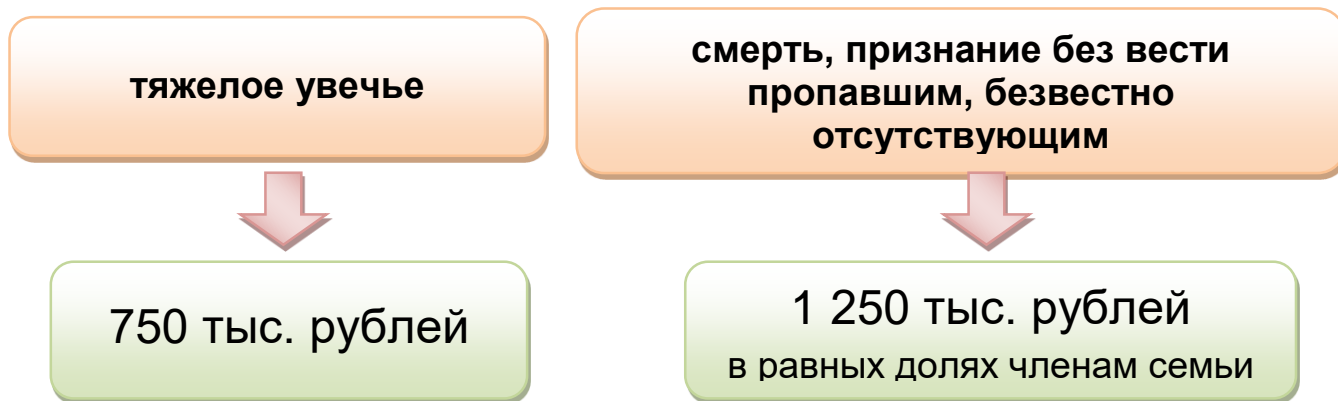 тяжелое увечье
смерть, признание без вести
пропавшим, безвестно
отсутствующим
750 тыс. рублей
1 250 тыс. рублей
в равных долях членам семьи